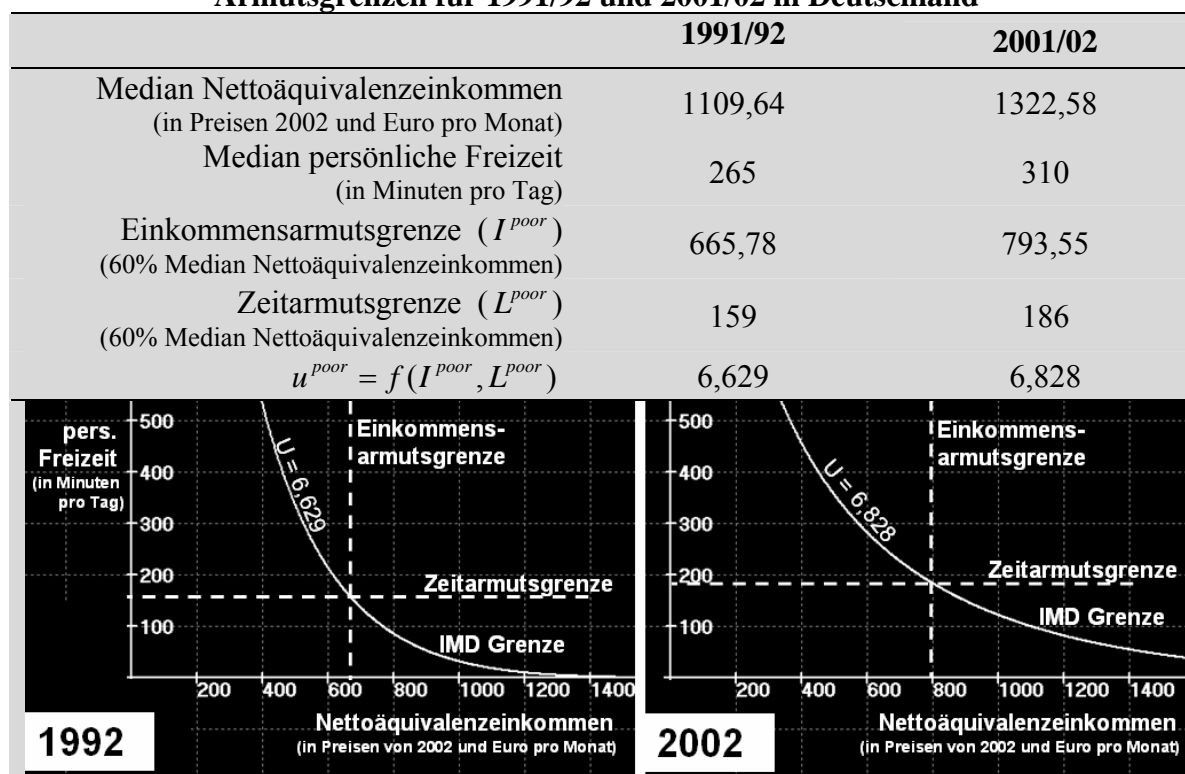 Armutsgrenzen für 1991/92 und 2001/02 in Deutschland
1991/92 2001/02
Median Nettoäquivalenzeinkommen
(in Preisen 2002 und Euro pro Monat)
1109,64 1322,58
Median persönliche Freizeit
(in Minuten pro Tag)
265 310
Einkommensarmutsgrenze (I^poor)
(60% Median Nettoäquivalenzeinkommen)
665,78 793,55
Zeitarmutsgrenze (L^poor)
(60% Median Nettoäquivalenzeinkommen)
159 186
u^poor = f(I^poor, L^poor) 6,629 6,828
pers.
Freizeit
(in Minuten
pro Tag)
500
400
300
200
100
U = 6,629
Einkommens-
armutsgrenze
Zeitarmutsgrenze
IMD Grenze
200 400 600 800 1000 1200 1400
Nettoäquivalenzeinkommen
(in Preisen von 2002 und Euro pro Monat)
1992
500
400
300
200
100
U = 6,828
Einkommens-
armutsgrenze
Zeitarmutsgrenze
IMD Grenze
200 400 600 800 1000 1200 1400
Nettoäquivalenzeinkommen
(in Preisen von 2002 und Euro pro Monat)
2002